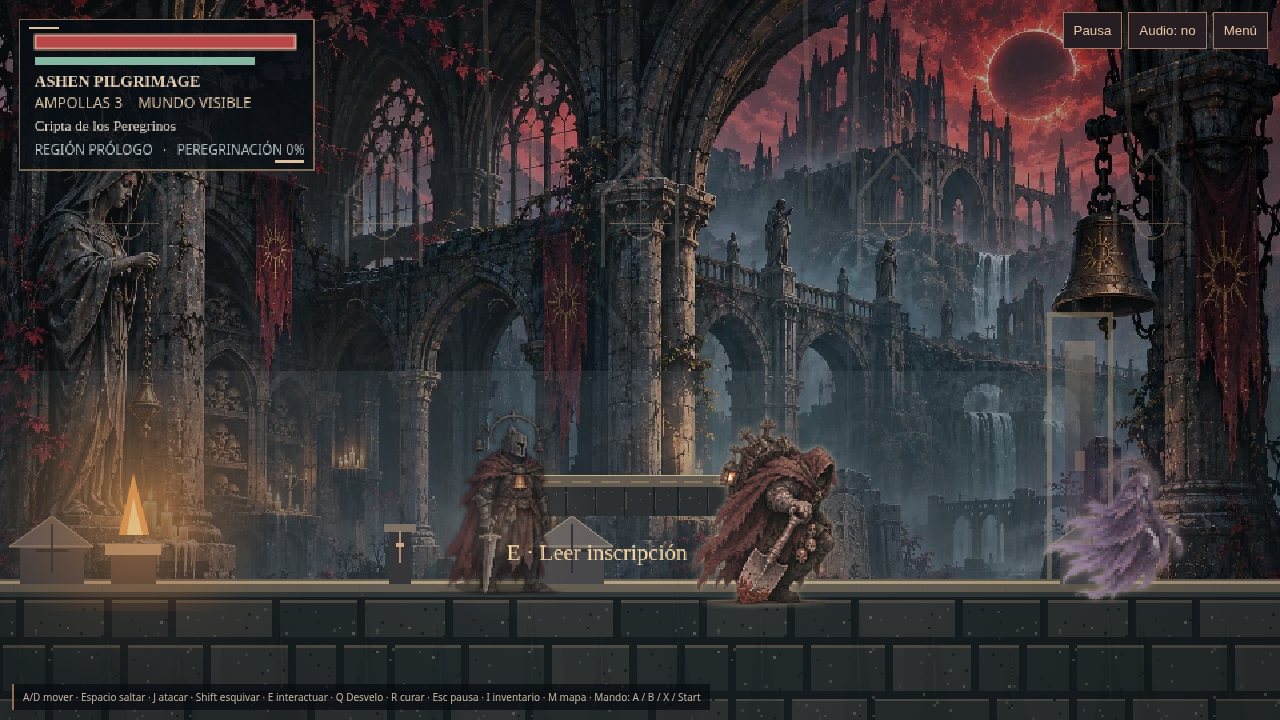 ASHEN PILGRIMAGE
AMPOLLAS 3 MUNDO VISIBLE
Cripta de los Peregrinos
REGIÓN PRÓLOGO · PEREGRINACIÓN 0%
Pausa
Audio: no
Menú
E · Leer inscripción
A/D mover · Espacio saltar · J atacar · Shift esquivar · E interactuar · Q Desvelo · R curar · Esc pausa · I inventario · M mapa · Mando: A / B / X / Start